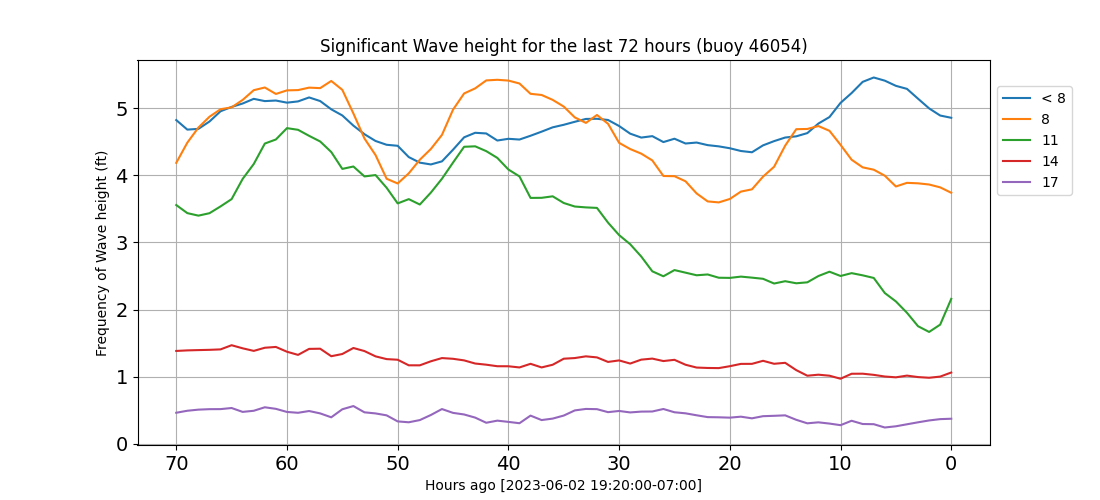 Significant Wave height for the last 72 hours (buoy 46054)
Frequency of Wave height (ft)
5
4
3
2
1
0
70 60 50 40 30 20 10 0
Hours ago [2023-06-02 19:20:00-07:00]
< 8
8
11
14
17